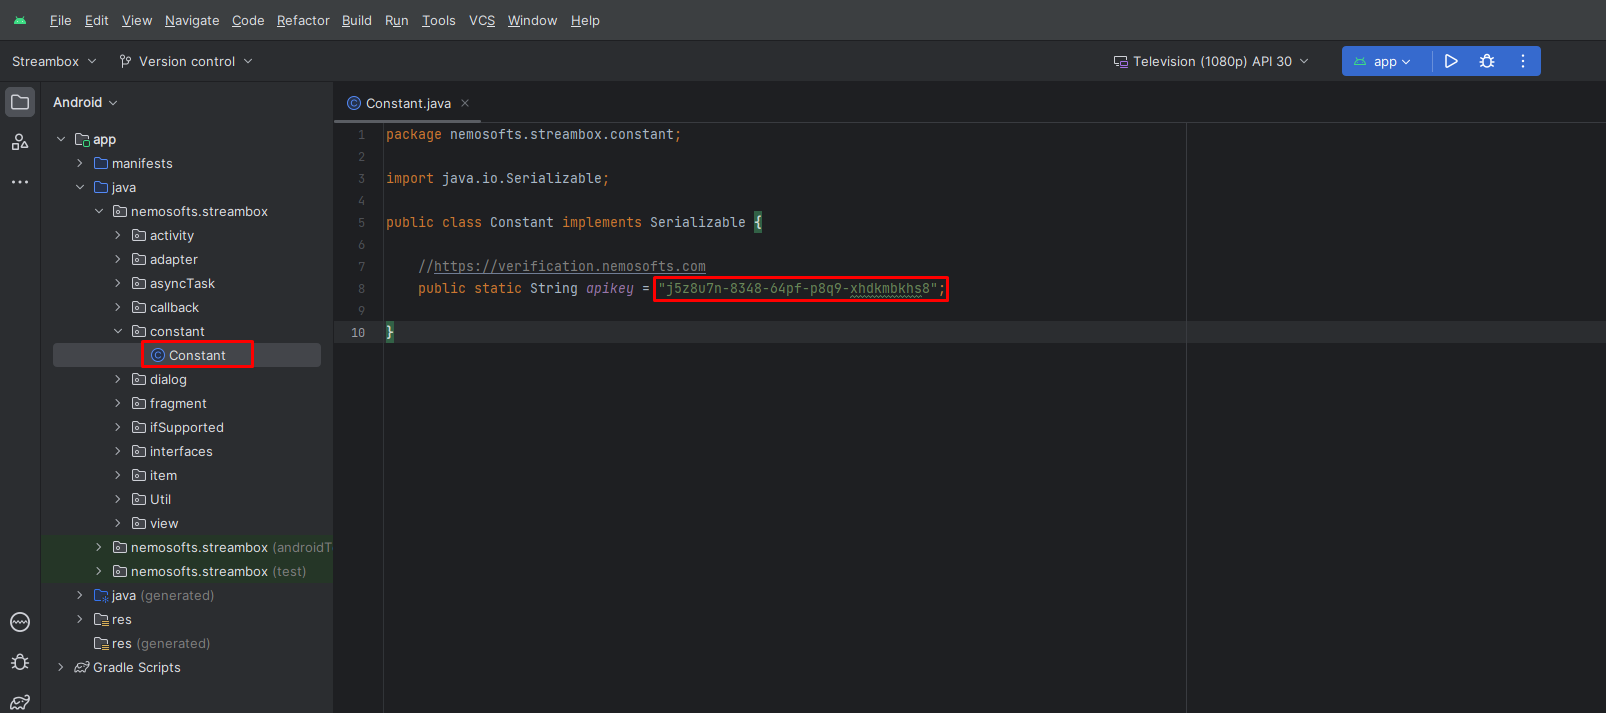 File Edit View Navigate Code Refactor Build Run Tools VCS Window Help
Streambox Version control Television (1080p) API 30 app
Android
Constant.java
app
manifests
java
nemosofts.streambox
activity
adapter
asyncTask
callback
constant
Constant
dialog
fragment
ifSupported
interfaces
item
Util
view
nemosofts.streambox (androidT
nemosofts.streambox (test)
java (generated)
res
res (generated)
Gradle Scripts
1 package nemosofts.streambox.constant;
2
3 import java.io.Serializable;
4
5 public class Constant implements Serializable {
6
7 //https://verification.nemosofts.com
8 public static String apikey = "j5z8u7n-8348-64pf-p8q9-xhdkmbkhs8";
9
10 }